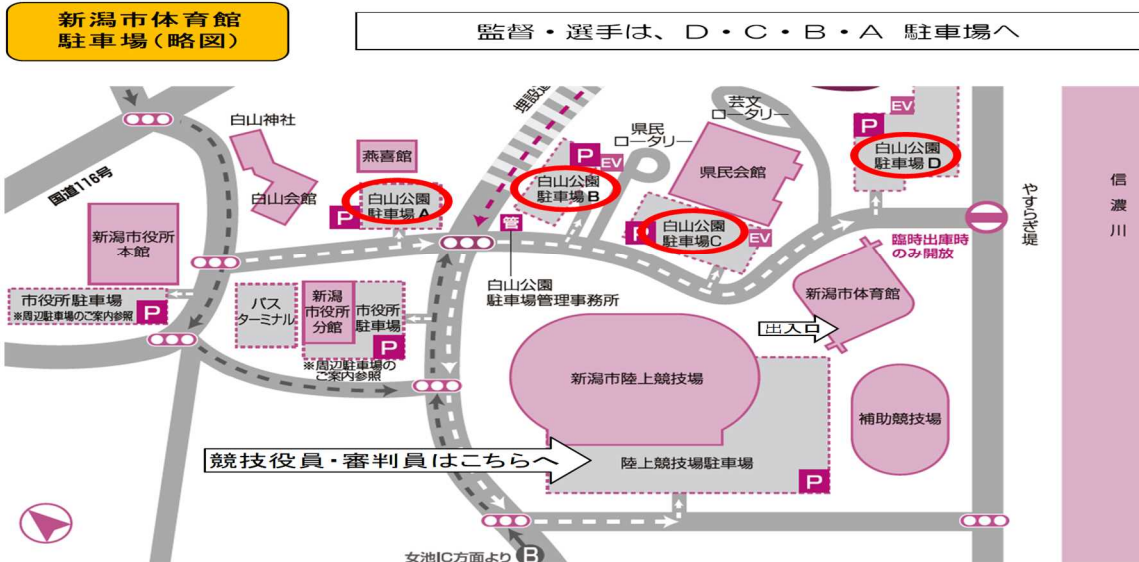 新潟市体育館
駐車場(略図)
監督・選手は、D・C・B・A 駐車場へ
埋設道
芸文
ロータリー
EV
P
白山公園
駐車場D
白山神社
燕喜館
県民
ロータリー
P
EV
県民会館
国道116号
白山会館
白山公園
駐車場A
P
白山公園
駐車場B
管
白山公園
駐車場C
P
EV
やすらぎ堤
信濃川
臨時出庫時
のみ開放
新潟市役所
本館
白山公園
駐車場管理事務所
新潟市体育館
出入口
市役所駐車場
※周辺駐車場のご案内参照
P
バス
ターミナル
新潟
市役所
分館
市役所
駐車場
P
※周辺駐車場の
ご案内参照
新潟市陸上競技場
補助競技場
競技役員・審判員はこちらへ
陸上競技場駐車場
P
女池IC方面より B